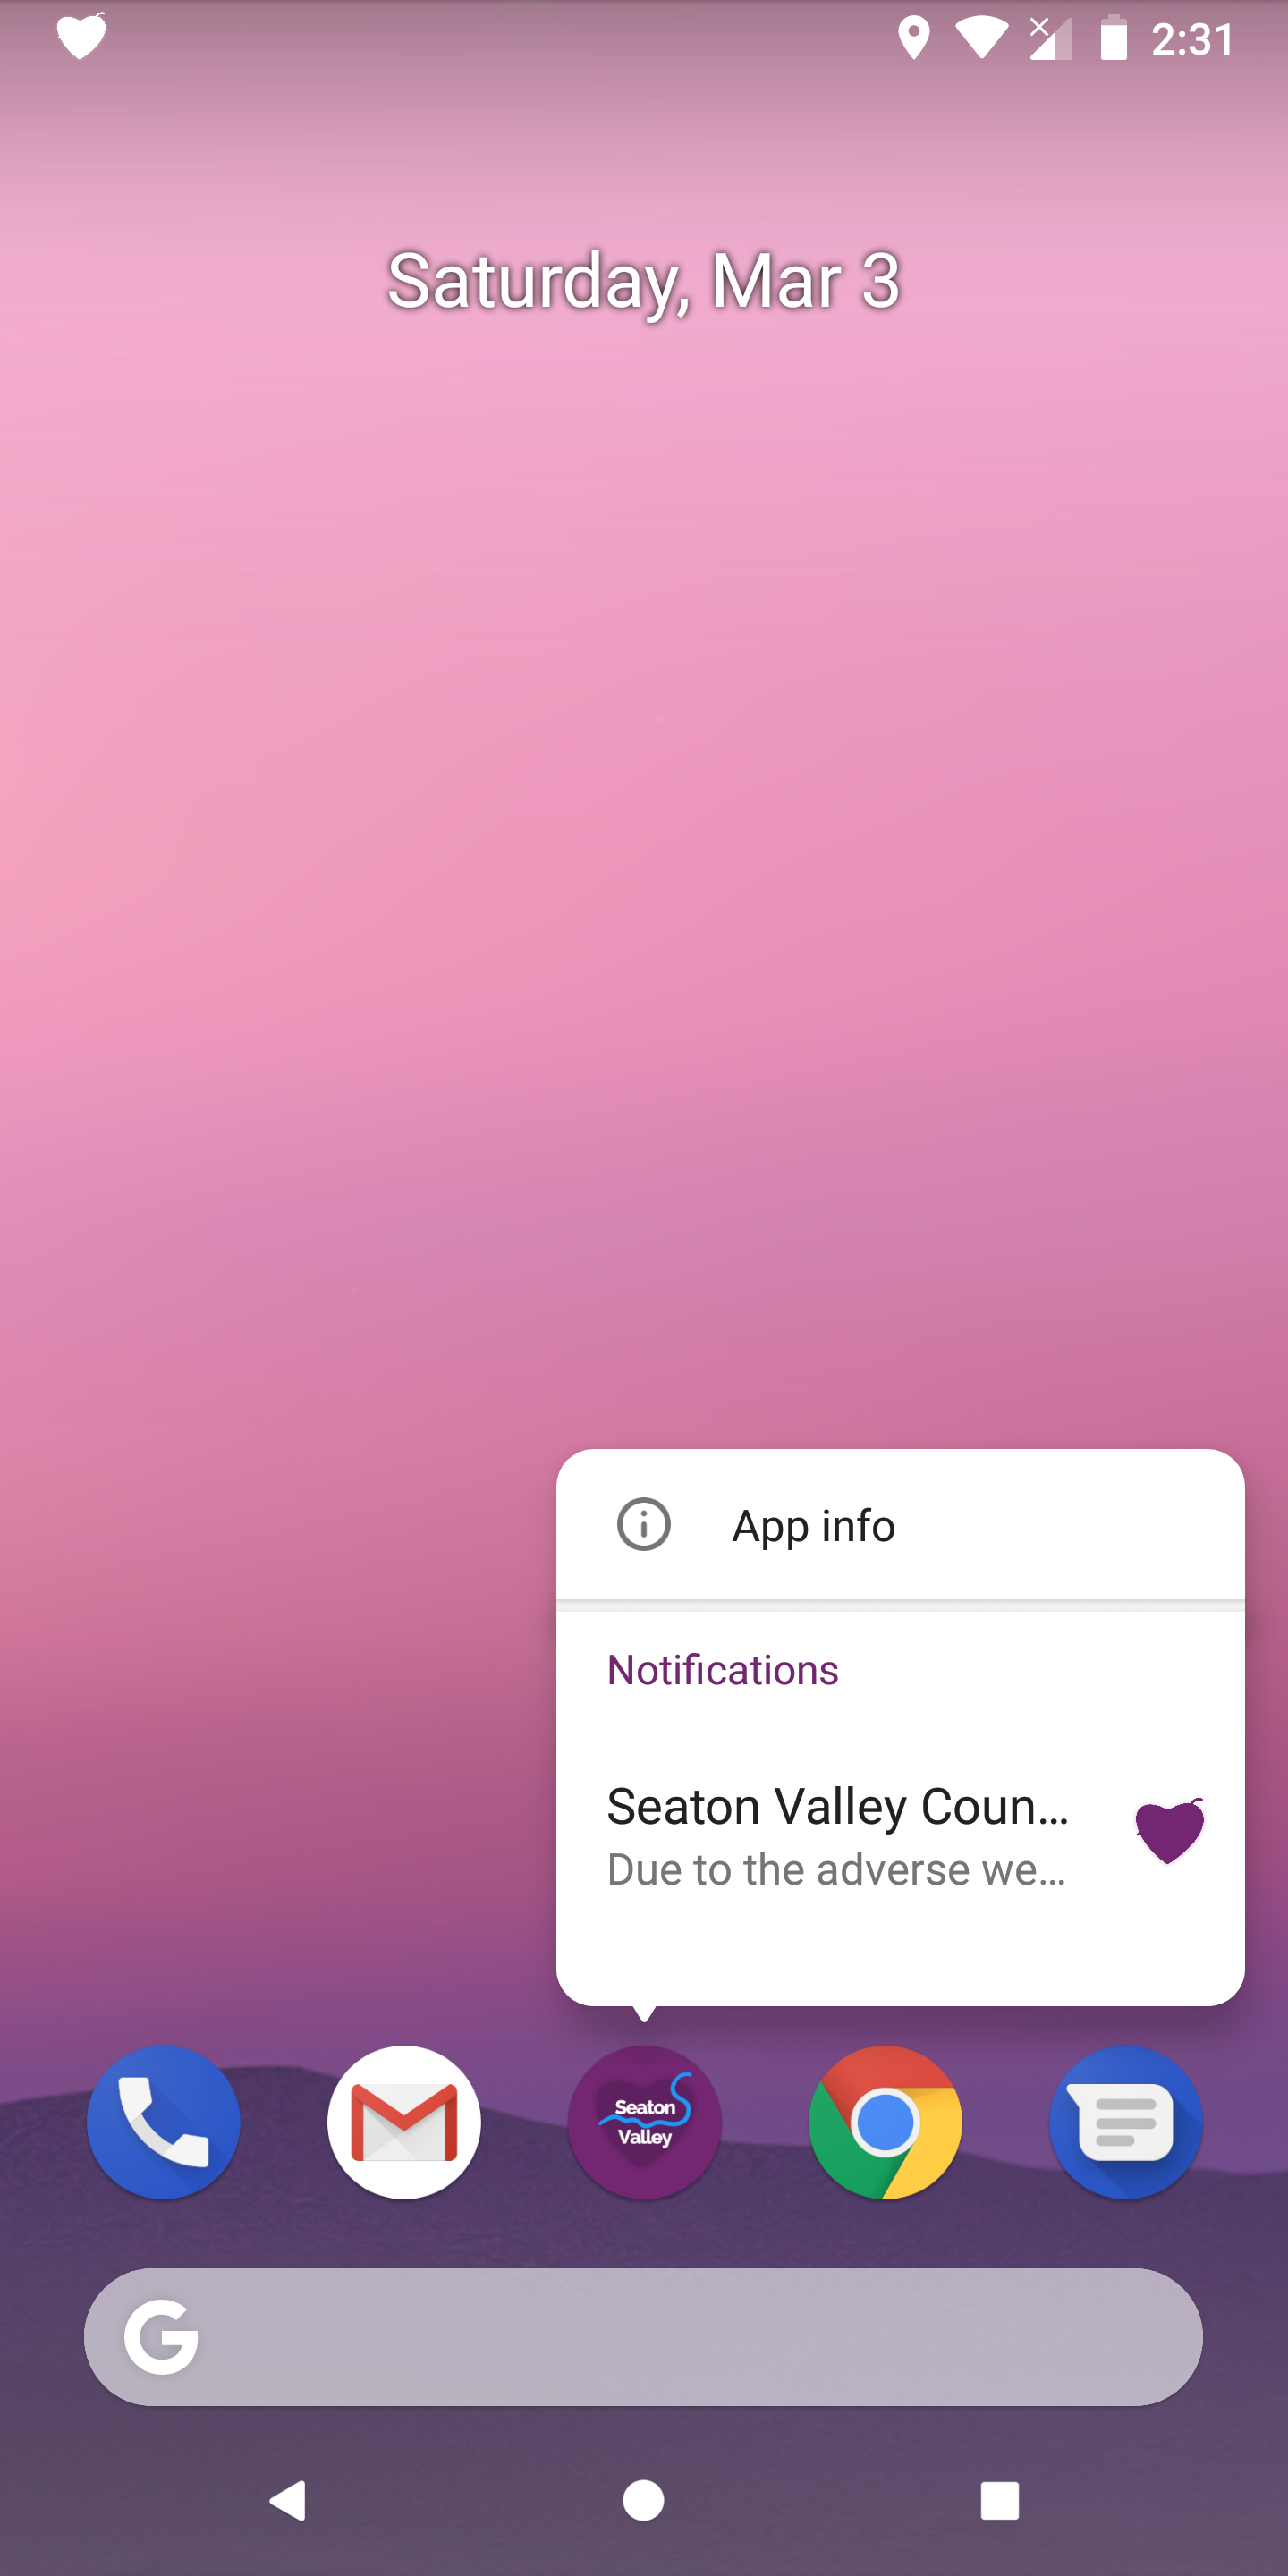 2:31
Saturday, Mar 3
App info
Notifications
Seaton Valley Coun...
Due to the adverse we...
Seaton
Valley
G